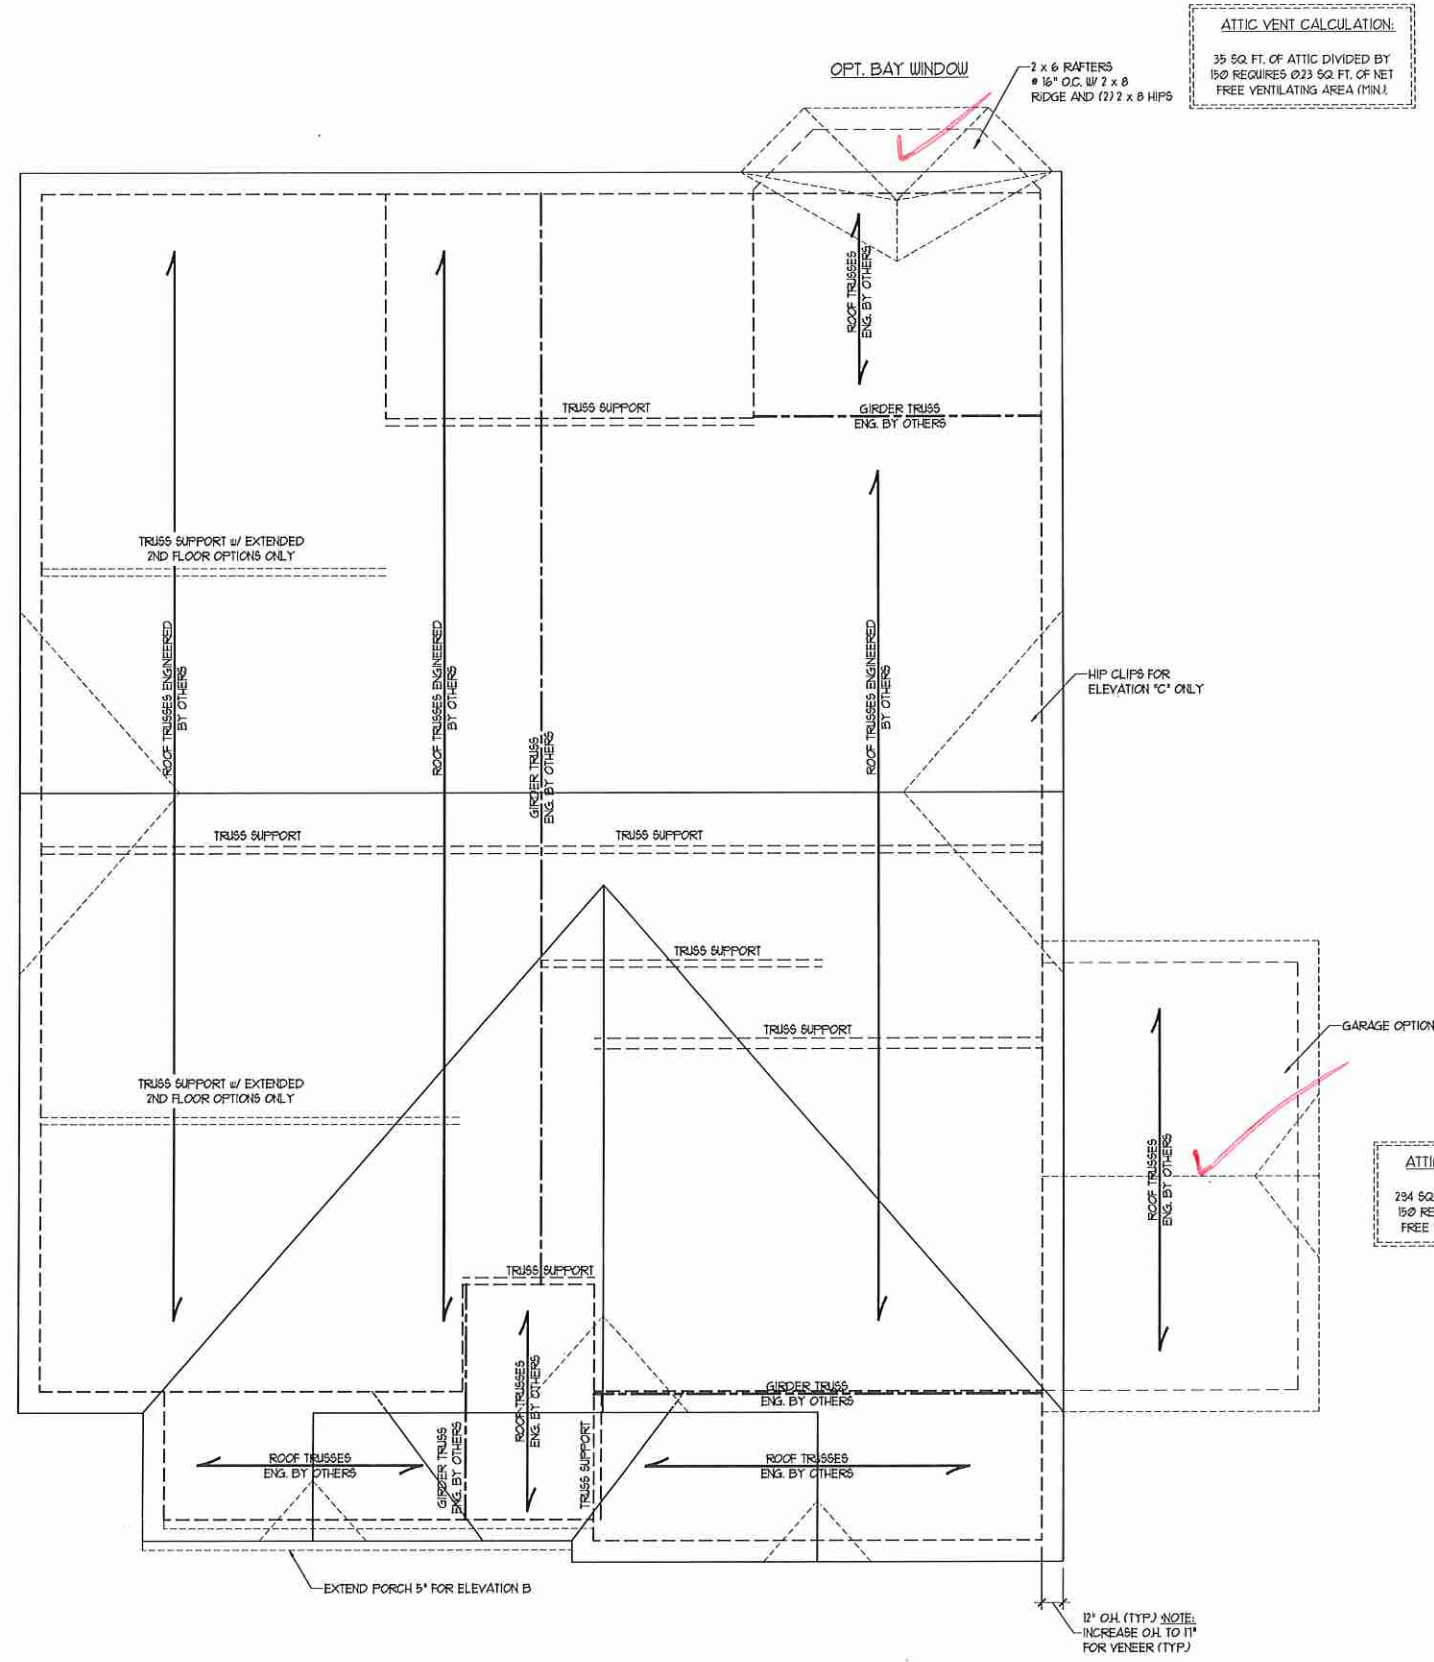 ATTIC VENT CALCULATION:
35 SQ. FT. OF ATTIC DIVIDED BY
150 REQUIRES 0.23 SQ. FT. OF NET
FREE VENTILATING AREA (MIN.).
OPT. BAY WINDOW
2 x 6 RAFTERS
@ 16" O.C. W/ 2 x 8
RIDGE AND (2) 2 x 8 HIPS
ROOF TRUSSES
ENG. BY OTHERS
TRUSS SUPPORT
GIRDER TRUSS
ENG. BY OTHERS
TRUSS SUPPORT w/ EXTENDED
2ND FLOOR OPTIONS ONLY
ROOF TRUSSES ENGINEERED
BY OTHERS
ROOF TRUSSES ENGINEERED
BY OTHERS
ROOF TRUSSES ENGINEERED
BY OTHERS
HIP CLIPS FOR
ELEVATION "C" ONLY
GIRDER TRUSS
ENG. BY OTHERS
TRUSS SUPPORT
TRUSS SUPPORT
TRUSS SUPPORT
TRUSS SUPPORT
GARAGE OPTION
TRUSS SUPPORT w/ EXTENDED
2ND FLOOR OPTIONS ONLY
ROOF TRUSSES
ENG. BY OTHERS
ATTI
234 SQ
150 RE
FREE
TRUSS SUPPORT
ROOF TRUSSES
ENG. BY OTHERS
GIRDER TRUSS
ENG. BY OTHERS
ROOF TRUSSES
ENG. BY OTHERS
GIRDER TRUSS
ENG. BY OTHERS
TRUSS SUPPORT
ROOF TRUSSES
ENG. BY OTHERS
EXTEND PORCH 5" FOR ELEVATION B
12" O.H. (TYP.) NOTE:
INCREASE O.H. TO 17"
FOR VENEER (TYP.)